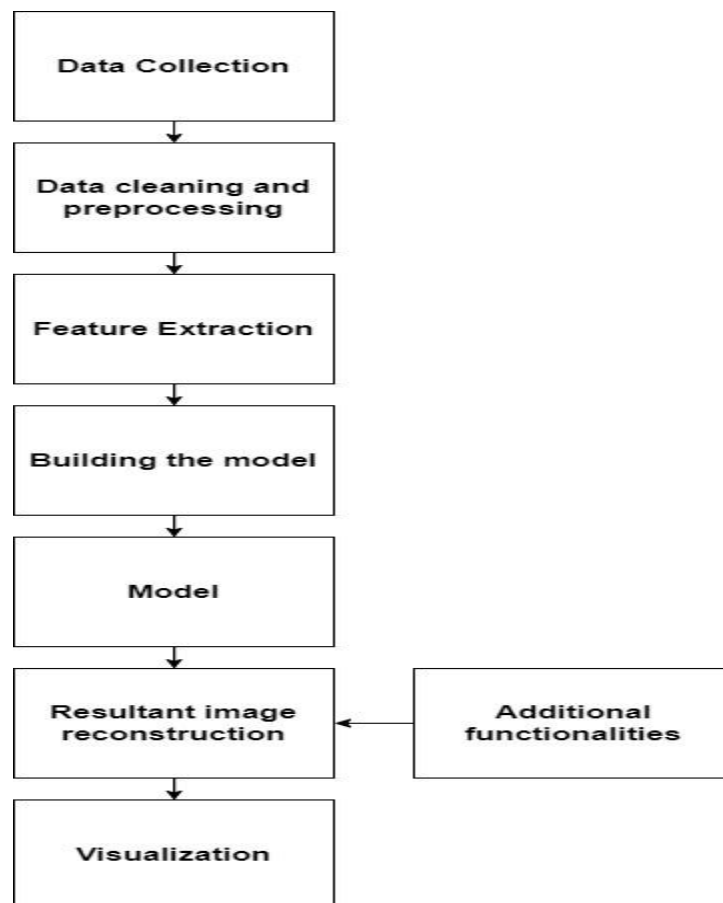 Data Collection
Data cleaning and
preprocessing
Feature Extraction
Building the model
Model
Resultant image
reconstruction
Additional
functionalities
Visualization